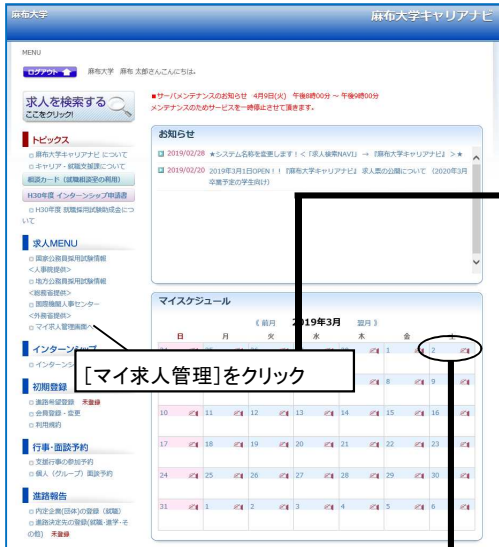 麻布大学
麻布大学キャリアナビ
MENU
ログアウト 麻布大学 麻布 太郎さんこんにちは。
求人を検索する
ここをクリック!
■サーバメンテナンスのお知らせ 4月9日(火) 午後8時00分 ～ 午後9時00分
メンテナンスのためサービスを一時停止させて頂きます。
トピックス
麻布大学キャリアナビ について
キャリア・就職支援課について
相談カード（就職相談室の利用）
H30年度 インターンシップ申請書
H30年度 就職採用試験助成金につ
いて
お知らせ
2019/02/28 ★システム名称を変更します！<「求人検索NAVI」 → 『麻布大学キャリアナビ』 >★
2019/02/20 2019年3月1日OPEN！！ 『麻布大学キャリアナビ』 求人票の公開について （2020年3月
卒業予定の学生向け）
求人MENU
国家公務員採用試験情報
<人事院提供>
地方公務員採用試験情報
<総務省提供>
国際機関人事センター
<外務省提供>
マイ求人管理画面へ
マイスケジュール
《 前月 2019年3月 翌月 》
日 月 火 水 木 金 土
1 2
[マイ求人管理]をクリック
インターンシップ
インターンシ
初期登録
進路希望登録 未登録
会員登録・変更
利用規約
8 9
10 11 12 13 14 15 16
17 18 19 20 21 22 23
24 25 26 27 28 29 30
31 1 2 3 4 5 6
行事・面談予約
支援行事の参加予約
個人（グループ）面談予約
進路報告
内定企業(団体)の登録（就職）
進路決定先の登録(就職・進学・そ
の他) 未登録